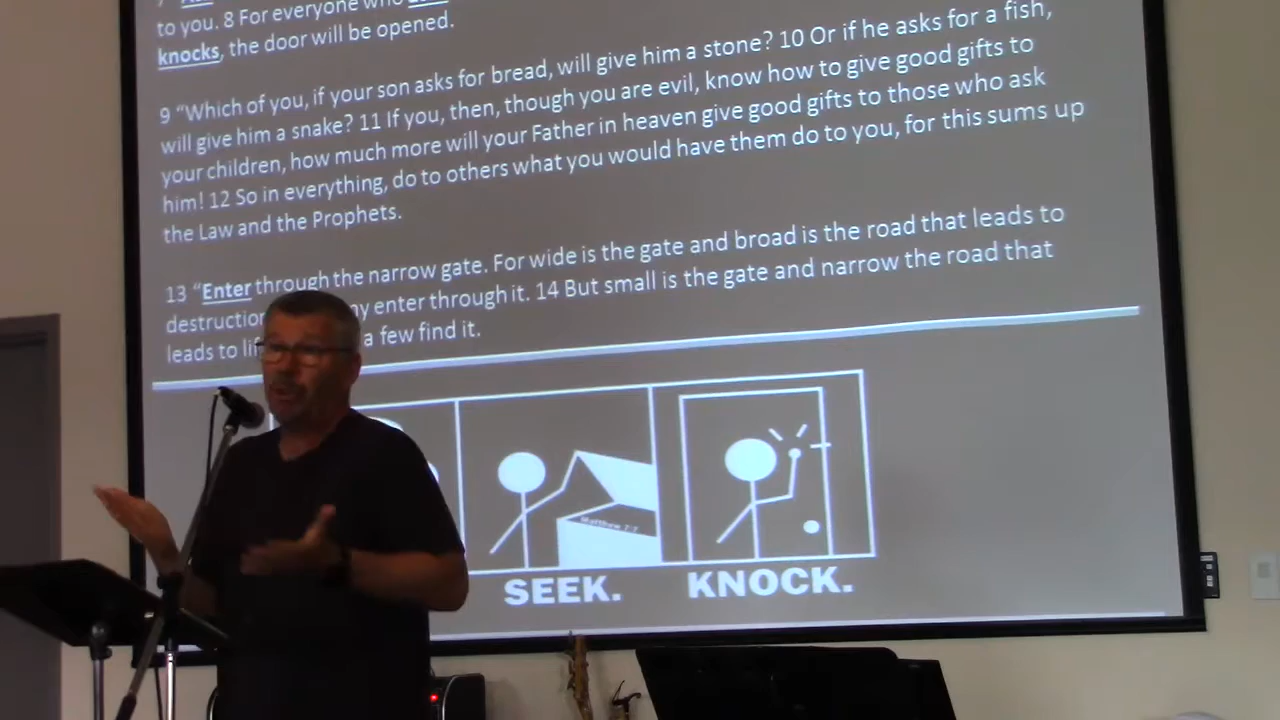 to you. 8 For everyone who
knocks, the door will be opened.
9 "Which of you, if your son asks for bread, will give him a stone? 10 Or if he asks for a fish,
will give him a snake? 11 If you, then, though you are evil, know how to give good gifts to
your children, how much more will your Father in heaven give good gifts to those who ask
him! 12 So in everything, do to others what you would have them do to you, for this sums up
the Law and the Prophets.
13 "Enter through the narrow gate. For wide is the gate and broad is the road that leads to
enter through it. 14 But small is the gate and narrow the road that
leads to a few find it.
Matthew 7:7
SEEK.
KNOCK.